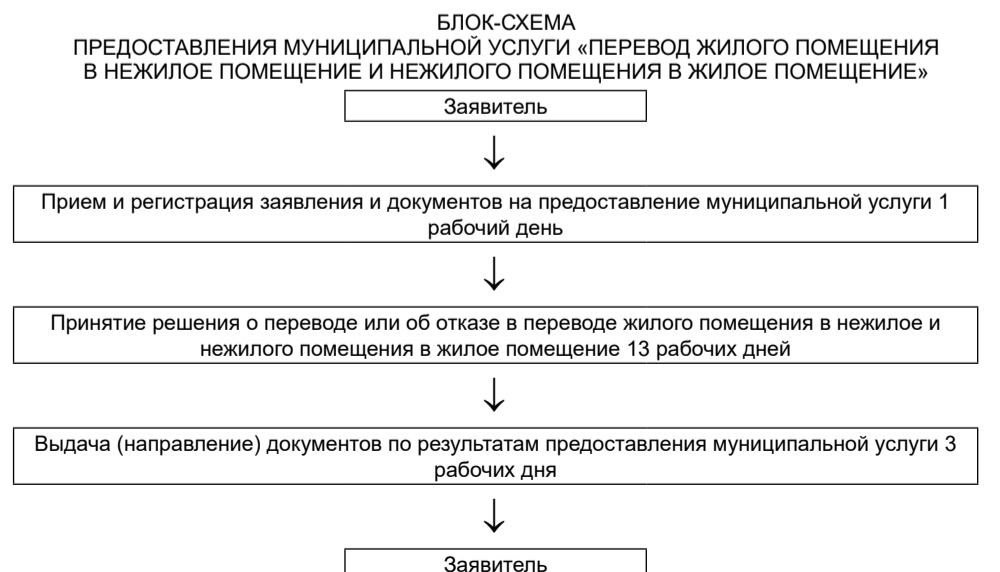 БЛОК-СХЕМА
ПРЕДОСТАВЛЕНИЯ МУНИЦИПАЛЬНОЙ УСЛУГИ «ПЕРЕВОД ЖИЛОГО ПОМЕЩЕНИЯ
В НЕЖИЛОЕ ПОМЕЩЕНИЕ И НЕЖИЛОГО ПОМЕЩЕНИЯ В ЖИЛОЕ ПОМЕЩЕНИЕ»
Заявитель
Прием и регистрация заявления и документов на предоставление муниципальной услуги 1
рабочий день
Принятие решения о переводе или об отказе в переводе жилого помещения в нежилое и
нежилого помещения в жилое помещение 13 рабочих дней
Выдача (направление) документов по результатам предоставления муниципальной услуги 3
рабочих дня
Заявитель